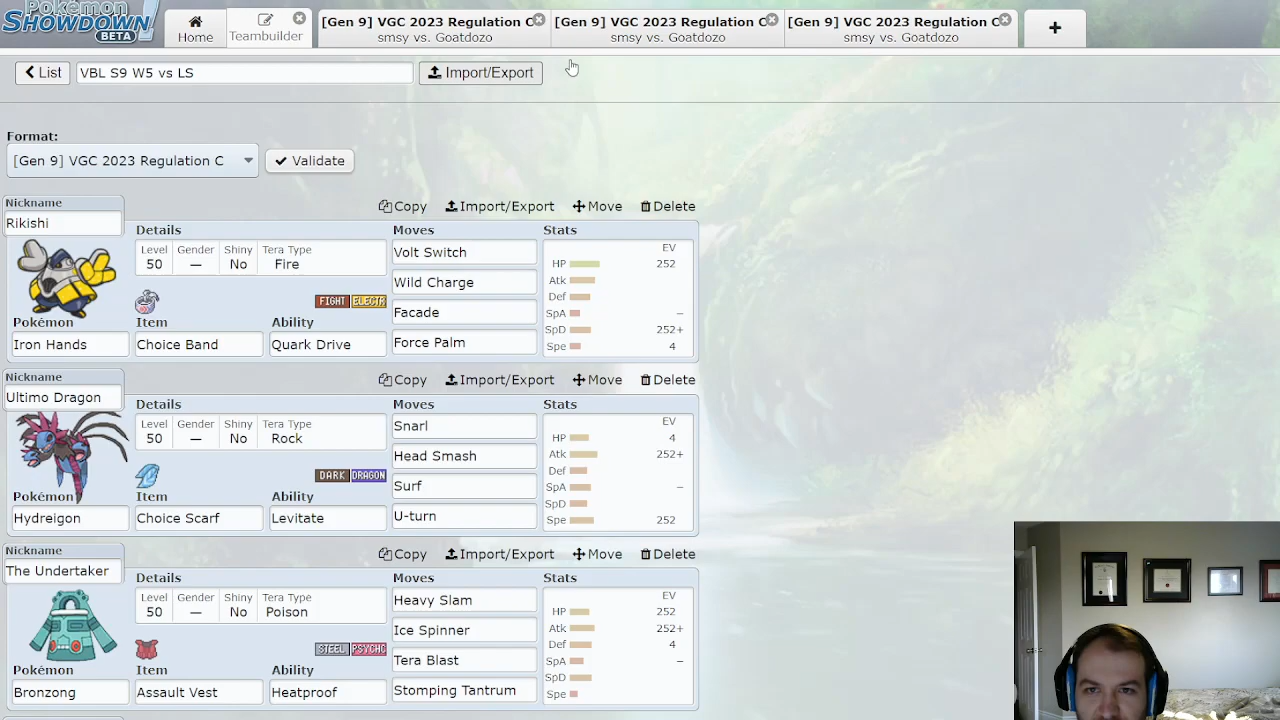 Pokémon
SHOWDOWN
BETA
Home
Teambuilder
[Gen 9] VGC 2023 Regulation C
smsy vs. Goatdozo
[Gen 9] VGC 2023 Regulation C
smsy vs. Goatdozo
[Gen 9] VGC 2023 Regulation C
smsy vs. Goatdozo
List
VBL S9 W5 vs LS
Import/Export
Format:
[Gen 9] VGC 2023 Regulation C
Validate
Nickname
Rikishi
Copy Import/Export Move Delete
Details
Level Gender Shiny Tera Type
50 — No Fire
FIGHT ELECTR
Pokémon Item Ability
Iron Hands Choice Band Quark Drive
Moves
Volt Switch
Wild Charge
Facade
Force Palm
Stats
EV
HP 252
Atk
Def
SpA –
SpD 252+
Spe 4
Nickname
Ultimo Dragon
Copy Import/Export Move Delete
Details
Level Gender Shiny Tera Type
50 — No Rock
DARK DRAGON
Pokémon Item Ability
Hydreigon Choice Scarf Levitate
Moves
Snarl
Head Smash
Surf
U-turn
Stats
EV
HP 4
Atk 252+
Def
SpA –
SpD
Spe 252
Nickname
The Undertaker
Copy Import/Export Move Delete
Details
Level Gender Shiny Tera Type
50 — No Poison
STEEL PSYCHC
Pokémon Item Ability
Bronzong Assault Vest Heatproof
Moves
Heavy Slam
Ice Spinner
Tera Blast
Stomping Tantrum
Stats
EV
HP 252
Atk 252+
Def 4
SpA –
SpD
Spe